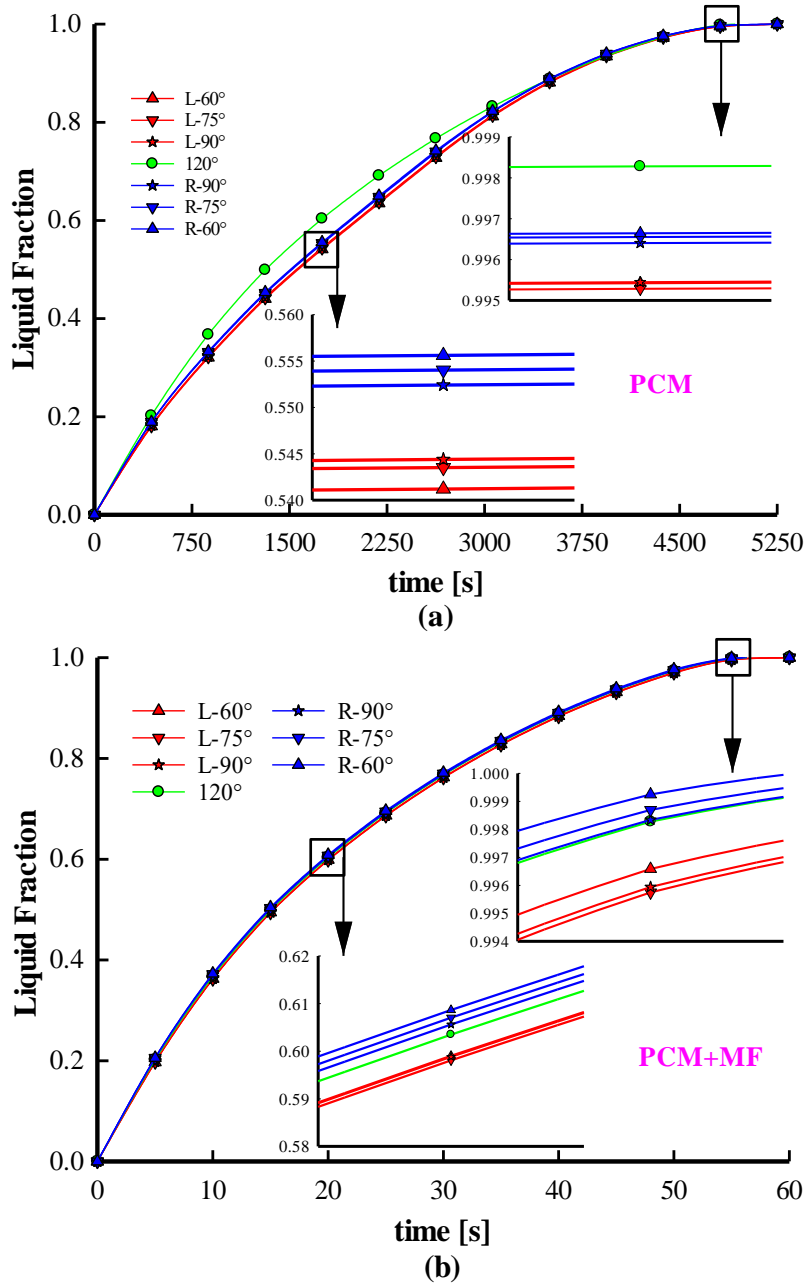 1.0
0.8
0.6
0.4
0.2
0.0
Liquid Fraction
L-60°
L-75°
L-90°
120°
R-90°
R-75°
R-60°
0.999
0.998
0.997
0.996
0.995
0.560
0.555
0.550
0.545
0.540
PCM
0 750 1500 2250 3000 3750 4500 5250
time [s]
(a)
1.0
0.8
0.6
0.4
0.2
0.0
Liquid Fraction
L-60° R-90°
L-75° R-75°
L-90° R-60°
120°
1.000
0.999
0.998
0.997
0.996
0.995
0.994
0.62
0.61
0.60
0.59
0.58
PCM+MF
0 10 20 30 40 50 60
time [s]
(b)